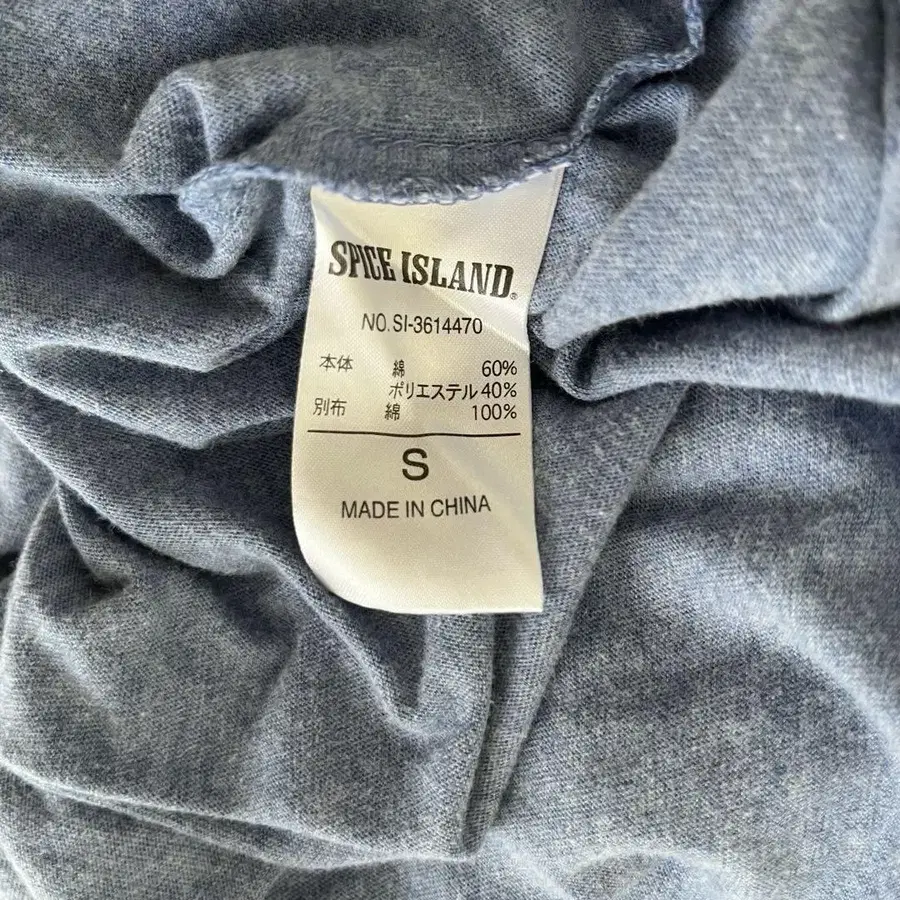 SPICE ISLAND®
NO.SI-3614470
本体 綿 60%
ポリエステル 40%
別布 綿 100%
S
MADE IN CHINA